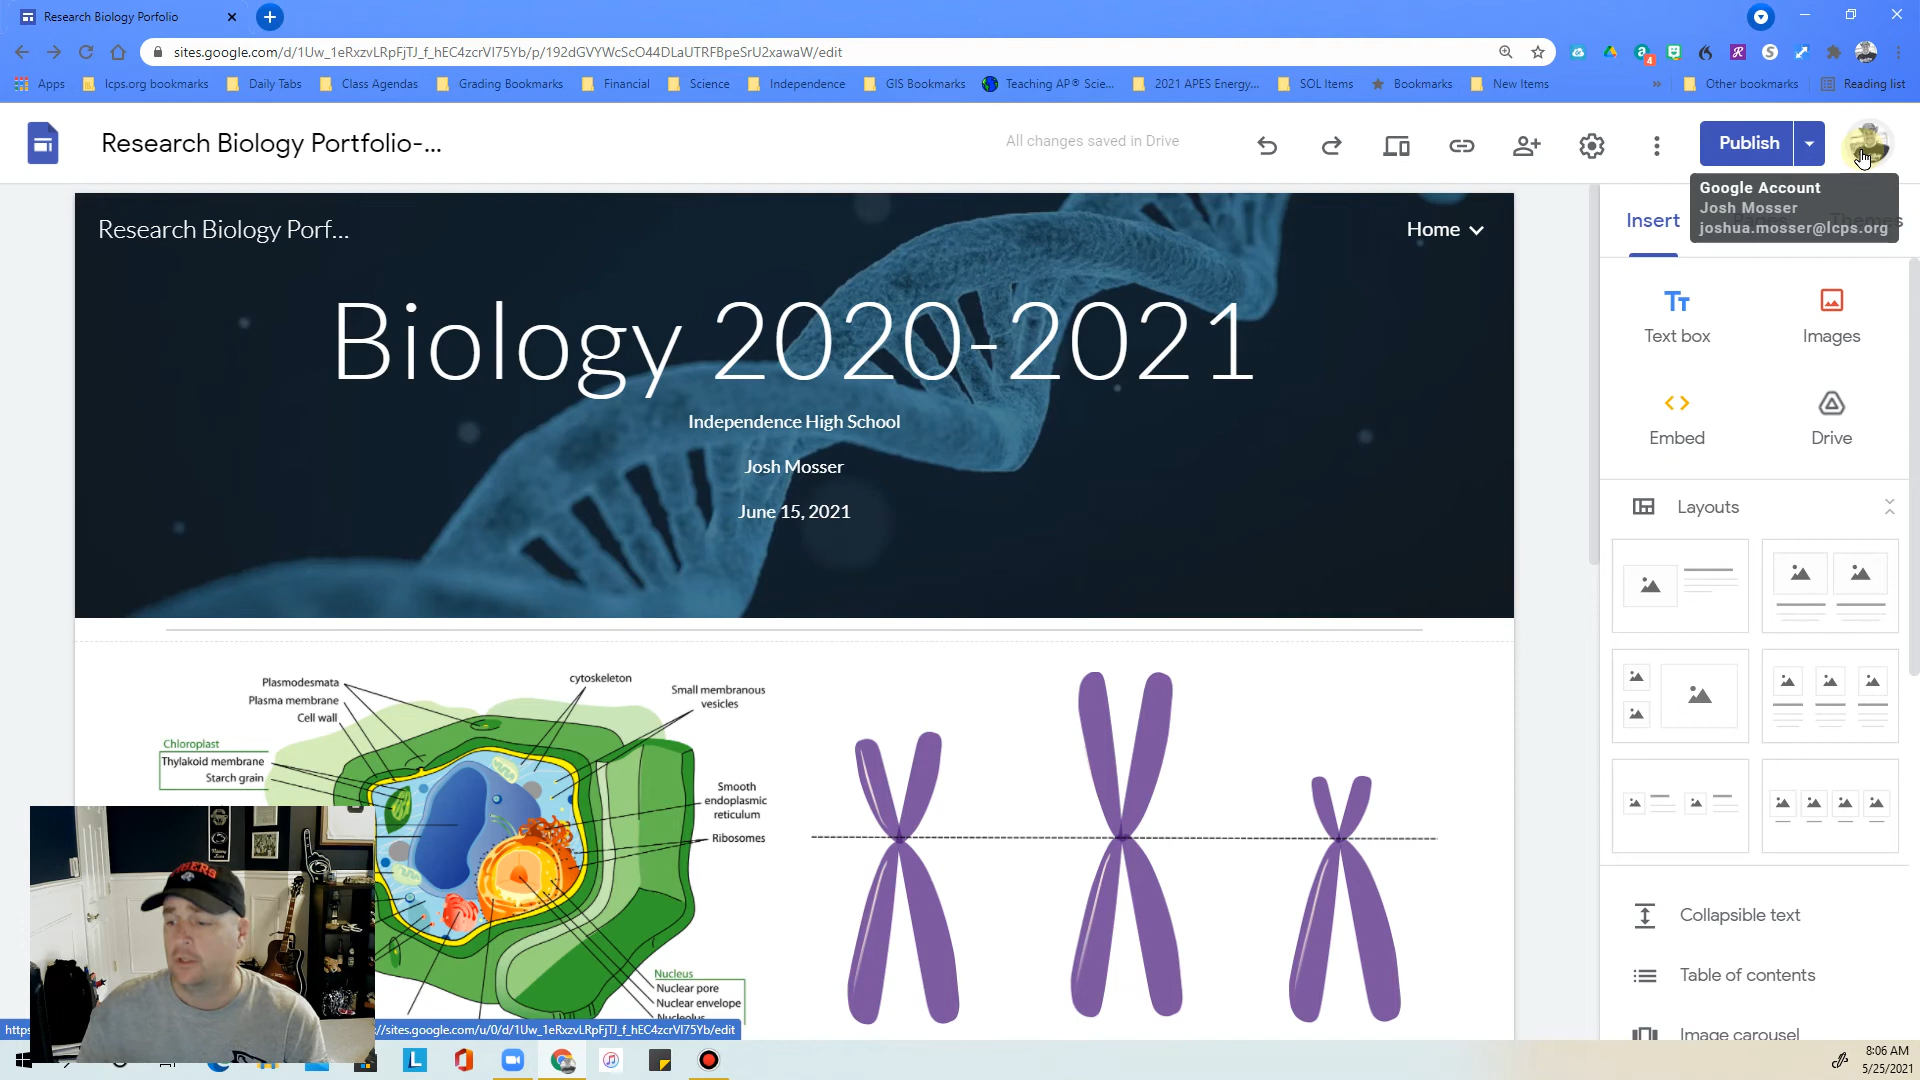 Research Biology Porfolio
sites.google.com/d/1Uw_1eRxzvLRpFjTJ_f_hEC4zcrVI75Yb/p/192dGVYWcScO44DLaUTRFBpeSrU2xawaW/edit
4
Apps lcps.org bookmarks Daily Tabs Class Agendas Grading Bookmarks Financial Science Independence GIS Bookmarks Teaching AP® Scie... 2021 APES Energy,... SOL Items Bookmarks New Items » Other bookmarks Reading list
Research Biology Portfolio-...
All changes saved in Drive
Publish
Google Account
Josh Mosser
joshua.mosser@lcps.org
Insert
Research Biology Porf...
Home
Biology 2020-2021
Independence High School
Josh Mosser
June 15, 2021
Text box
Images
Embed
Drive
Layouts
Collapsible text
Table of contents
Image carousel
Plasmodesmata
Plasma membrane
Cell wall
Chloroplast
Thylakoid membrane
Starch grain
cytoskeleton
Small membranous
vesicles
Smooth
endoplasmic
reticulum
Ribosomes
Nucleus
Nuclear pore
Nuclear envelope
Nucleolus
https
://sites.google.com/u/0/d/1Uw_1eRxzvLRpFjTJ_f_hEC4zcrVI75Yb/edit
8:06 AM
5/25/2021